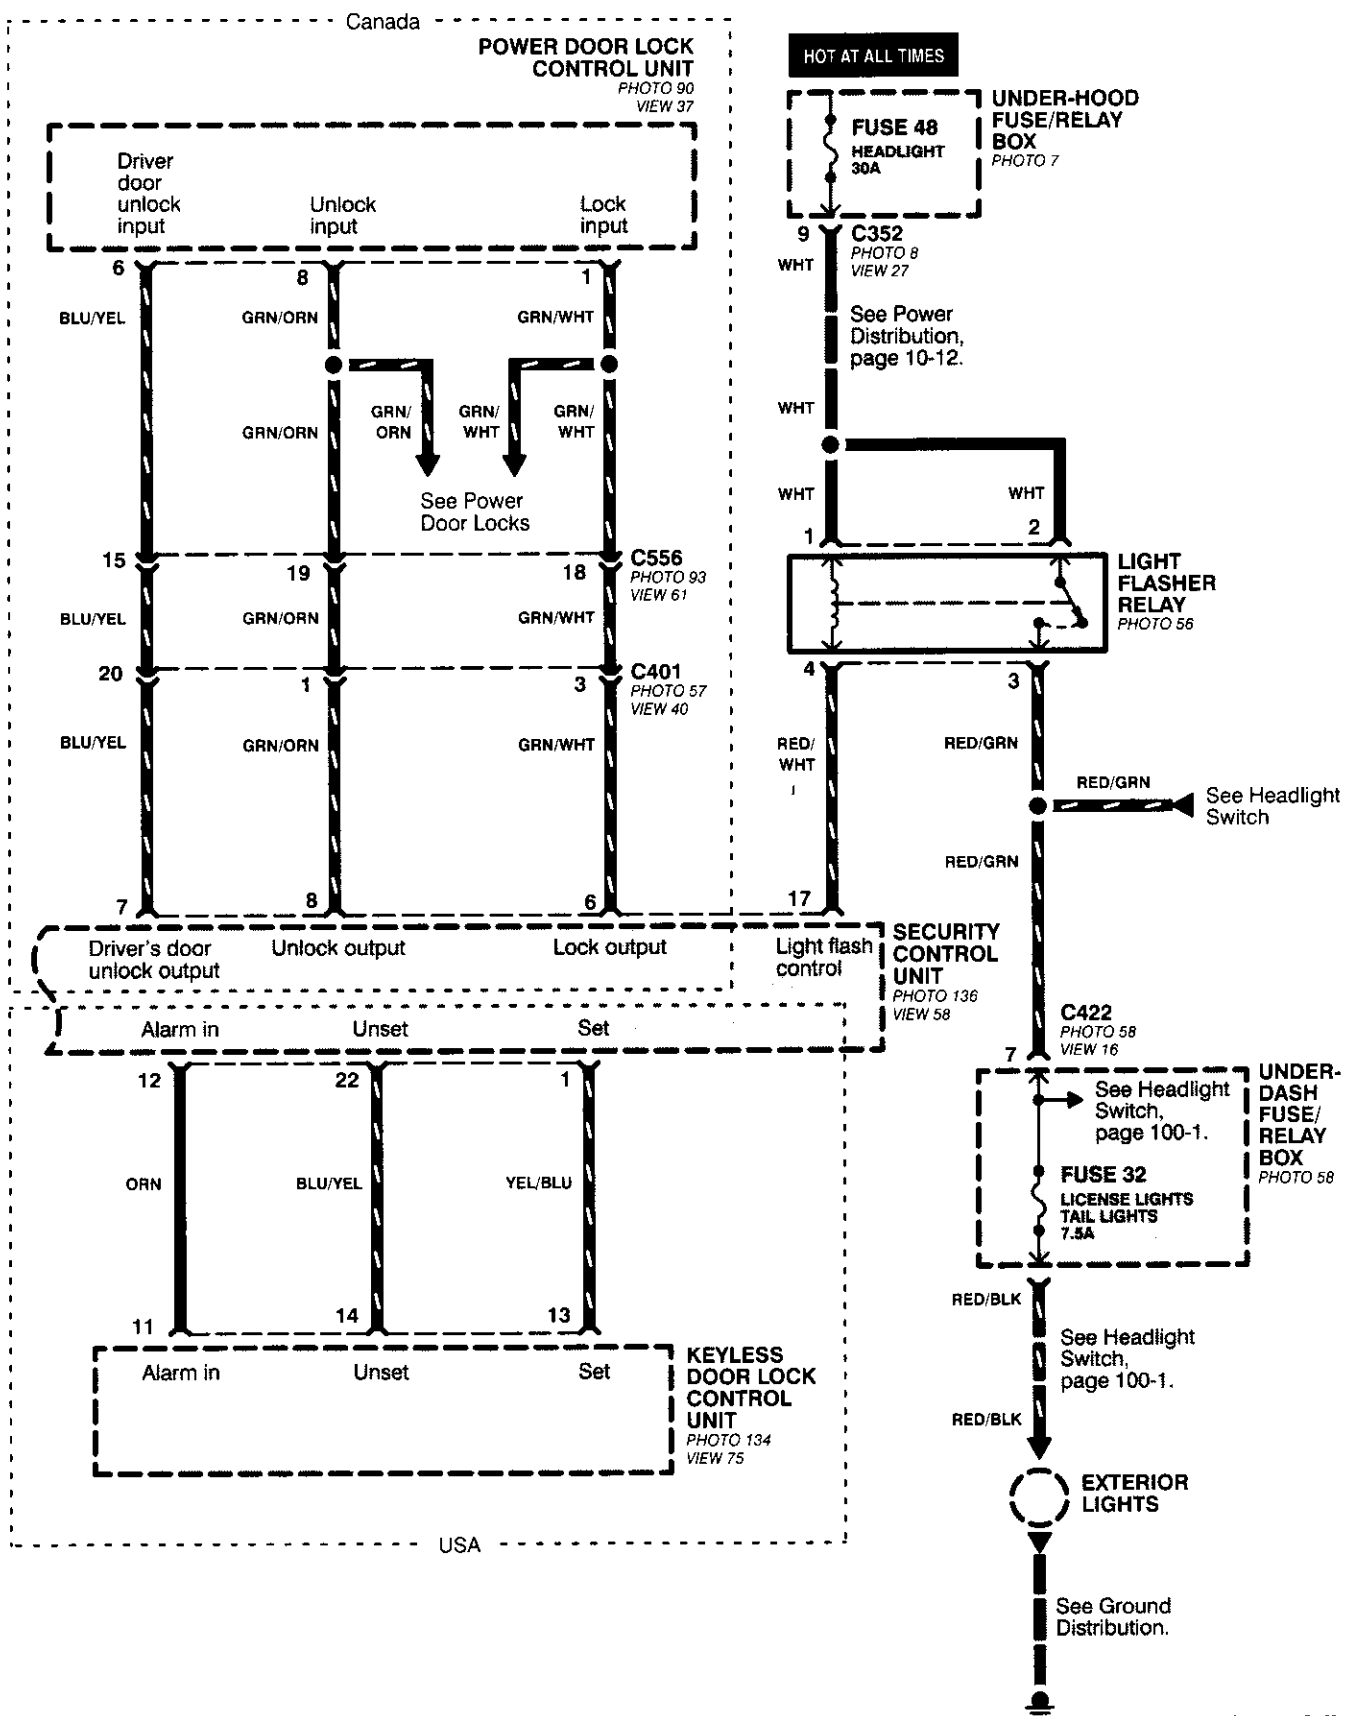 Canada
POWER DOOR LOCK
CONTROL UNIT
PHOTO 90
VIEW 37
Driver
door
unlock
input
Unlock
input
Lock
input
6
8
1
BLU/YEL
GRN/ORN
GRN/WHT
GRN/
ORN
GRN/
WHT
GRN/
WHT
GRN/ORN
See Power
Door Locks
15
19
18
C556
PHOTO 93
VIEW 61
BLU/YEL
GRN/ORN
GRN/WHT
20
1
3
C401
PHOTO 57
VIEW 40
BLU/YEL
GRN/ORN
GRN/WHT
7
8
6
17
Driver's door
unlock output
Unlock output
Lock output
Light flash
control
SECURITY
CONTROL
UNIT
PHOTO 136
VIEW 58
Alarm in
Unset
Set
12
22
1
ORN
BLU/YEL
YEL/BLU
11
14
13
Alarm in
Unset
Set
KEYLESS
DOOR LOCK
CONTROL
UNIT
PHOTO 134
VIEW 75
USA
HOT AT ALL TIMES
FUSE 48
HEADLIGHT
30A
UNDER-HOOD
FUSE/RELAY
BOX
PHOTO 7
9
C352
PHOTO 8
VIEW 27
WHT
See Power
Distribution,
page 10-12.
WHT
WHT
WHT
1
2
LIGHT
FLASHER
RELAY
PHOTO 56
4
3
RED/
WHT
RED/GRN
RED/GRN
See Headlight
Switch
RED/GRN
C422
PHOTO 58
VIEW 16
7
See Headlight
Switch,
page 100-1.
UNDER-
DASH
FUSE/
RELAY
BOX
PHOTO 58
FUSE 32
LICENSE LIGHTS
TAIL LIGHTS
7.5A
RED/BLK
See Headlight
Switch,
page 100-1.
RED/BLK
EXTERIOR
LIGHTS
See Ground
Distribution.